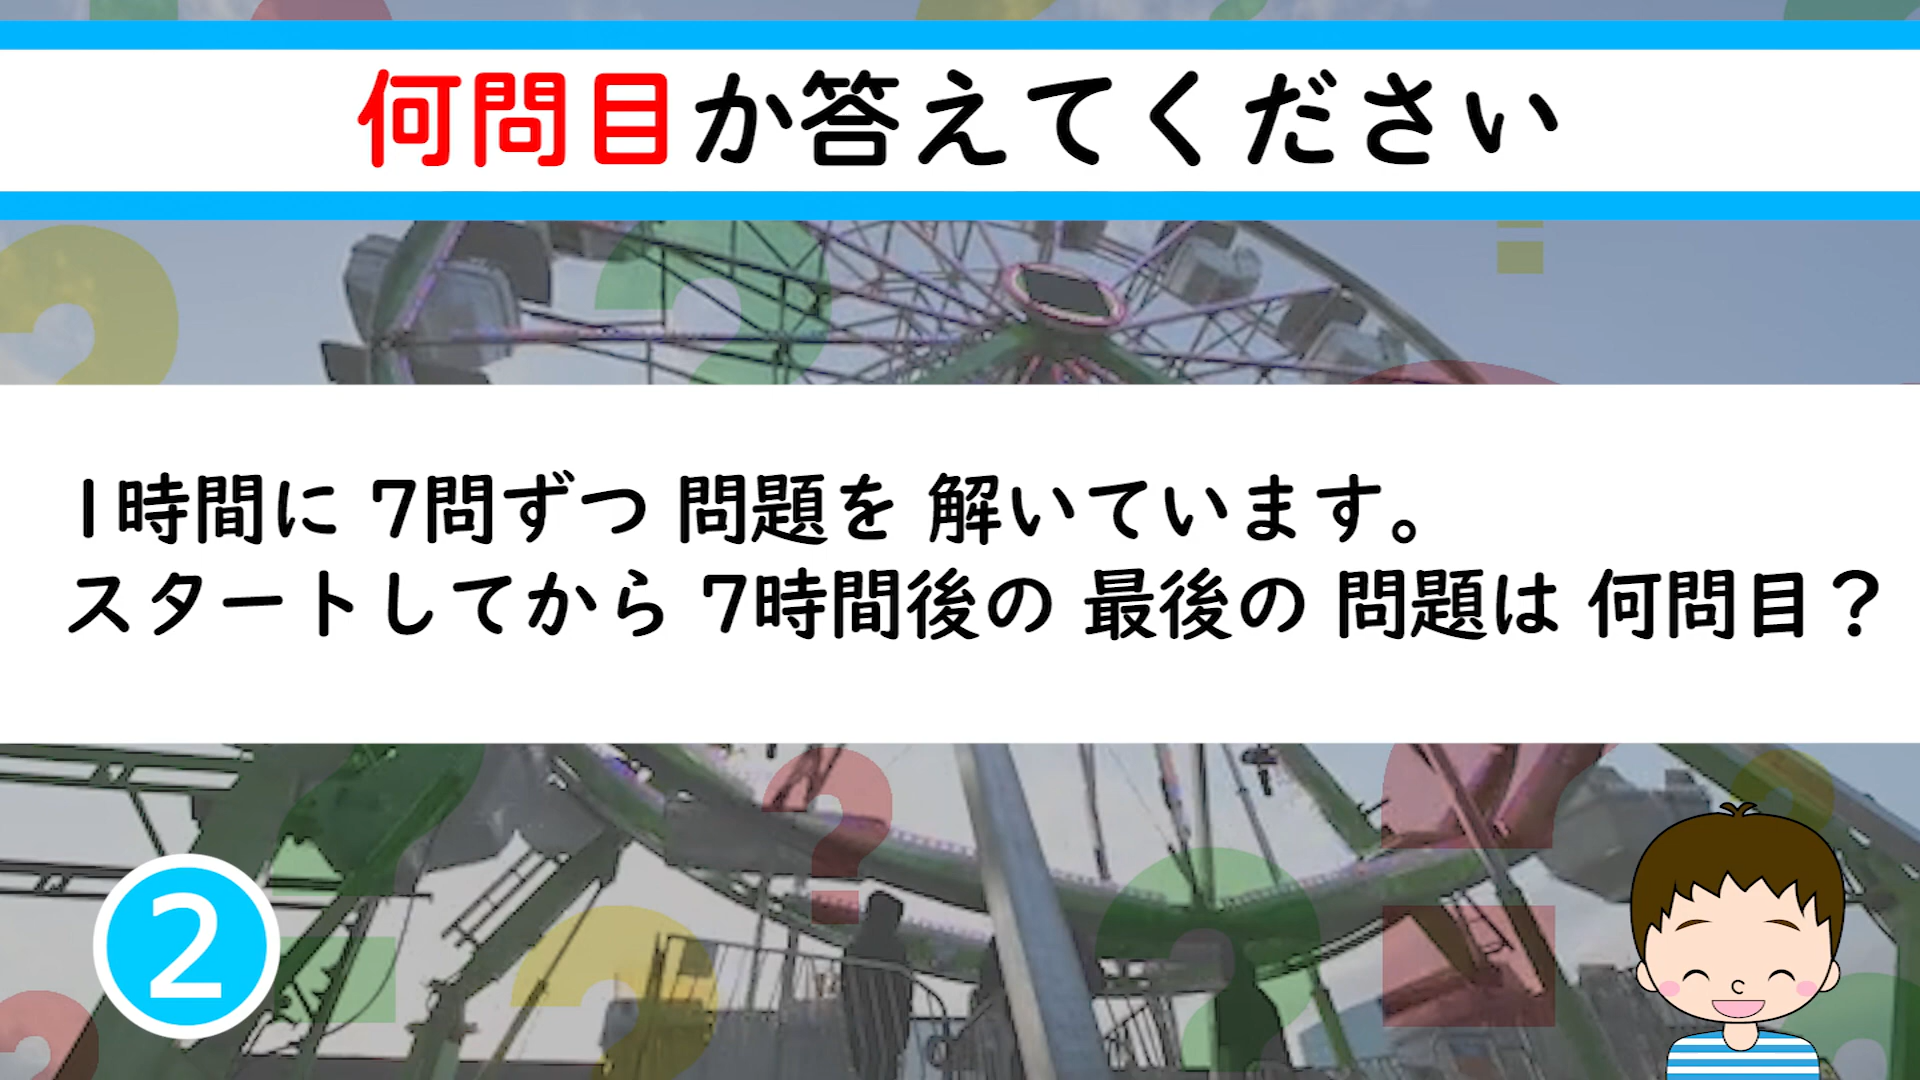 何問目か答えてください
1時間に 7問ずつ 問題を 解いています。
スタートしてから 7時間後の 最後の 問題は 何問目？
2